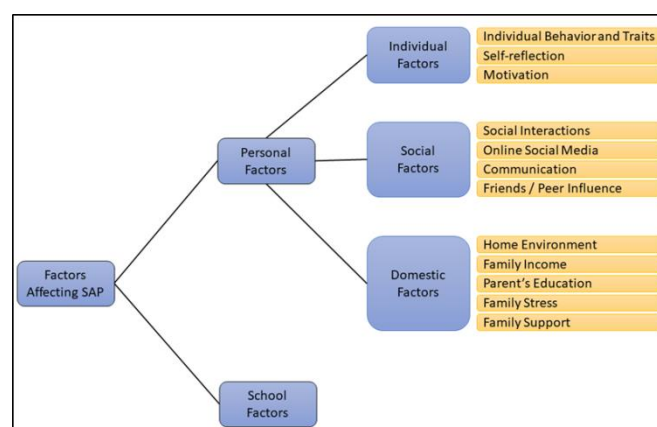 Individual
Factors
Individual Behavior and Traits
Self-reflection
Motivation
Personal
Factors
Social
Factors
Social Interactions
Online Social Media
Communication
Friends / Peer Influence
Factors
Affecting SAP
Domestic
Factors
Home Environment
Family Income
Parent's Education
Family Stress
Family Support
School
Factors